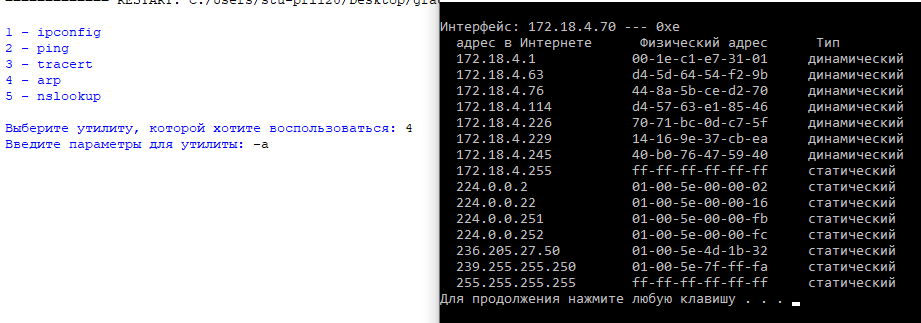 RESTART: C:/Users/stu-pri120/Desktop/grac
1 - ipconfig
2 - ping
3 - tracert
4 - arp
5 - nslookup
Выберите утилиту, которой хотите воспользоваться: 4
Введите параметры для утилиты: -a
Интерфейс: 172.18.4.70 --- 0xe
адрес в Интернете Физический адрес Тип
172.18.4.1 00-1e-c1-e7-31-01 динамический
172.18.4.63 d4-5d-64-54-f2-9b динамический
172.18.4.76 44-8a-5b-ce-d2-70 динамический
172.18.4.114 d4-57-63-e1-85-46 динамический
172.18.4.226 70-71-bc-0d-c7-5f динамический
172.18.4.229 14-16-9e-37-cb-ea динамический
172.18.4.245 40-b0-76-47-59-40 динамический
172.18.4.255 ff-ff-ff-ff-ff-ff статический
224.0.0.2 01-00-5e-00-00-02 статический
224.0.0.22 01-00-5e-00-00-16 статический
224.0.0.251 01-00-5e-00-00-fb статический
224.0.0.252 01-00-5e-00-00-fc статический
236.205.27.50 01-00-5e-4d-1b-32 статический
239.255.255.250 01-00-5e-7f-ff-fa статический
255.255.255.255 ff-ff-ff-ff-ff-ff статический
Для продолжения нажмите любую клавишу . . .